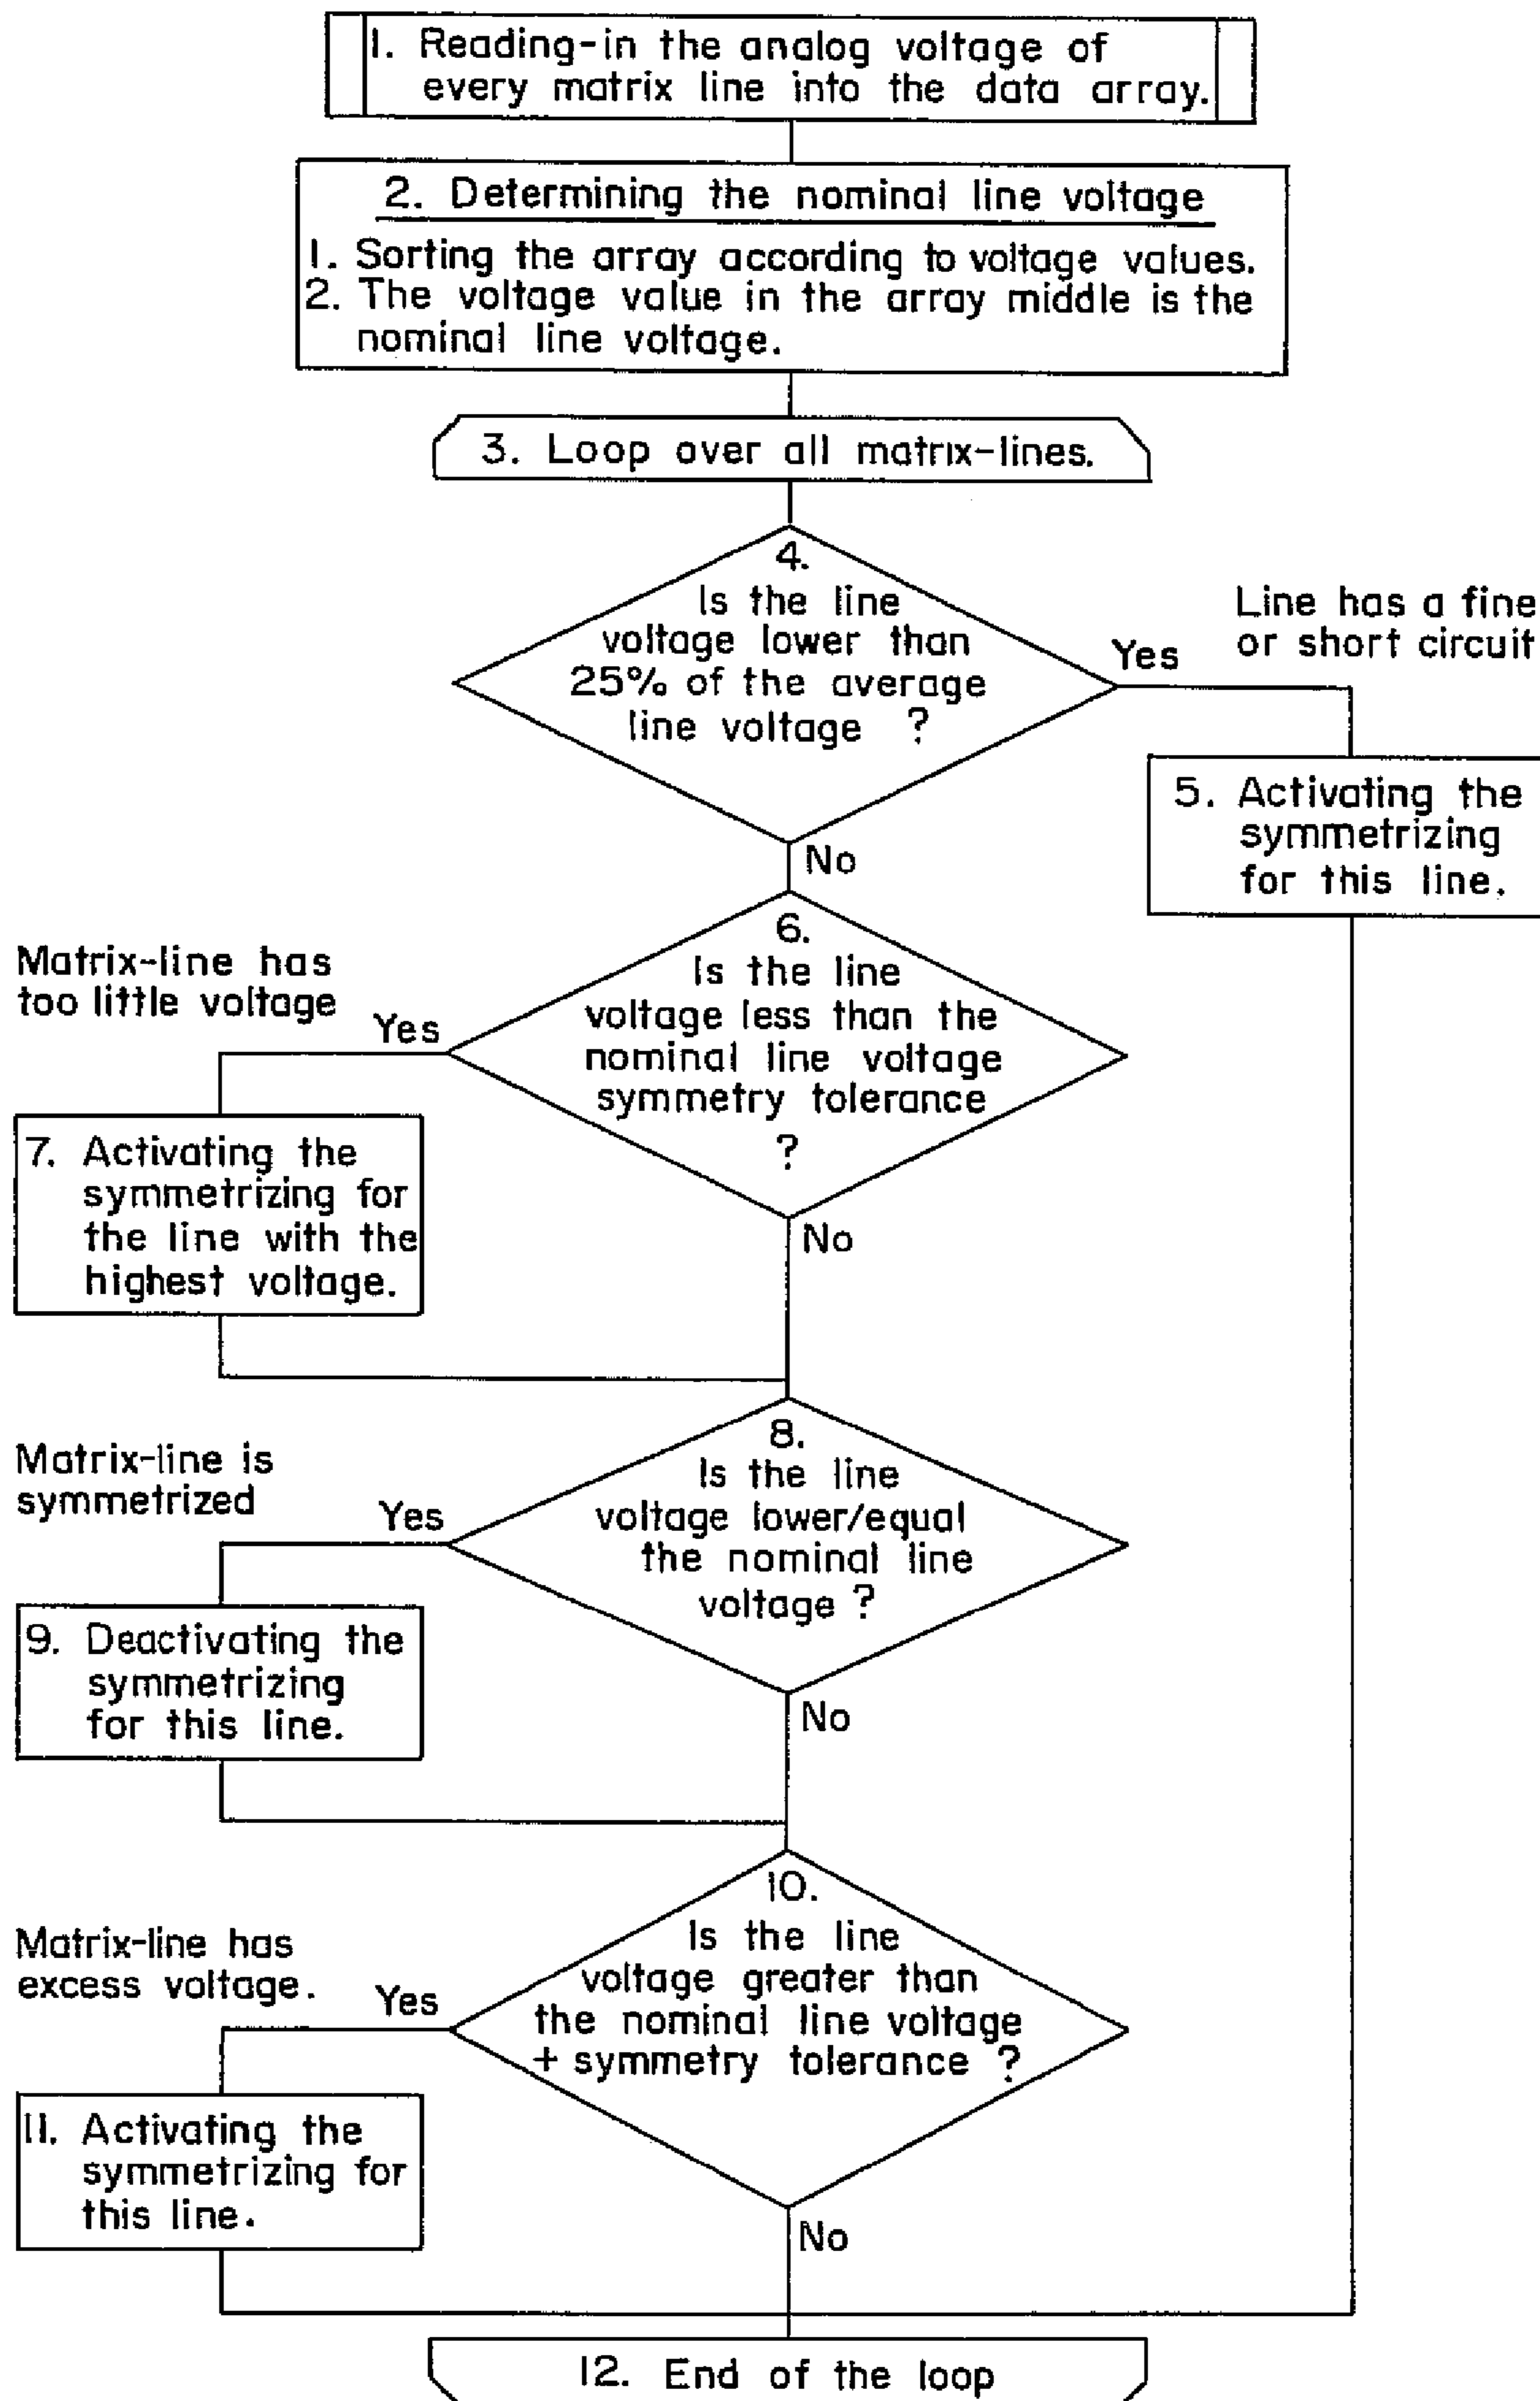 1. Reading-in the analog voltage of
every matrix line into the data array.
2. Determining the nominal line voltage
1. Sorting the array according to voltage values.
2. The voltage value in the array middle is the
nominal line voltage.
3. Loop over all matrix-lines.
4.
Is the line
voltage lower than
25% of the average
line voltage ?
Yes
Line has a fine
or short circuit
5. Activating the
symmetrizing
for this line.
No
6.
Is the line
voltage less than the
nominal line voltage
symmetry tolerance
?
Matrix-line has
too little voltage
Yes
7. Activating the
symmetrizing for
the line with the
highest voltage.
No
8.
Is the line
voltage lower/equal
the nominal line
voltage ?
Matrix-line is
symmetrized
Yes
9. Deactivating the
symmetrizing
for this line.
No
10.
Is the line
voltage greater than
the nominal line voltage
+ symmetry tolerance ?
Matrix-line has
excess voltage.
Yes
11. Activating the
symmetrizing for
this line.
No
12. End of the loop